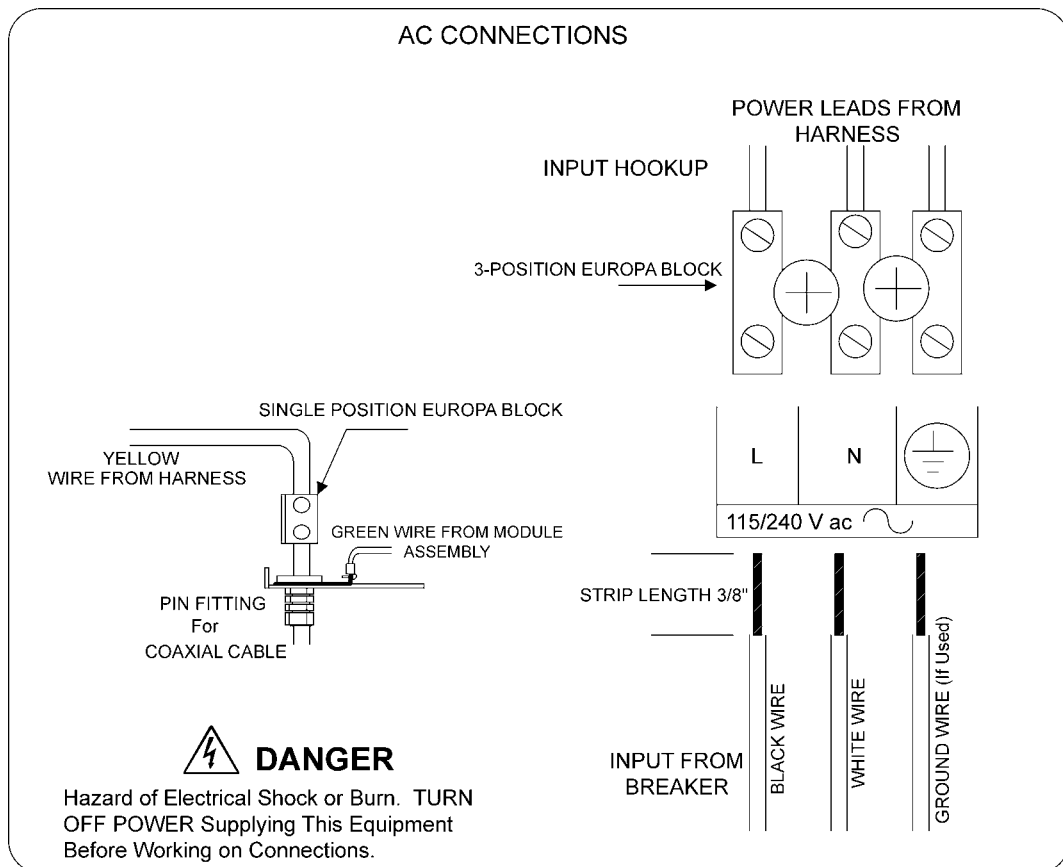 AC CONNECTIONS
POWER LEADS FROM
HARNESS
INPUT HOOKUP
3-POSITION EUROPA BLOCK
SINGLE POSITION EUROPA BLOCK
YELLOW
WIRE FROM HARNESS
GREEN WIRE FROM MODULE
ASSEMBLY
PIN FITTING
For
COAXIAL CABLE
L
N
115/240 V ac
STRIP LENGTH 3/8"
INPUT FROM
BREAKER
BLACK WIRE
WHITE WIRE
GROUND WIRE (If Used)
DANGER
Hazard of Electrical Shock or Burn. TURN
OFF POWER Supplying This Equipment
Before Working on Connections.